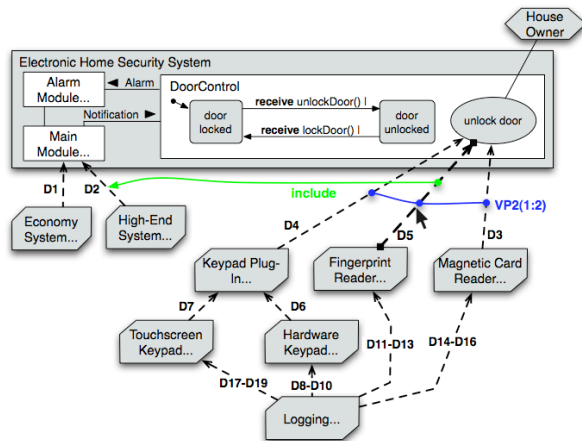 House
Owner
Electronic Home Security System
Alarm
Module...
Alarm
DoorControl
Notification
Main
Module...
door
locked
receive unlockDoor() |
receive lockDoor() |
door
unlocked
unlock door
D1
D2
include
VP2(1:2)
Economy
System...
High-End
System...
D4
D5
D3
Keypad Plug-
In...
Fingerprint
Reader...
Magnetic Card
Reader...
D7
D6
Touchscreen
Keypad...
Hardware
Keypad...
D11-D13
D14-D16
D17-D19
D8-D10
Logging...